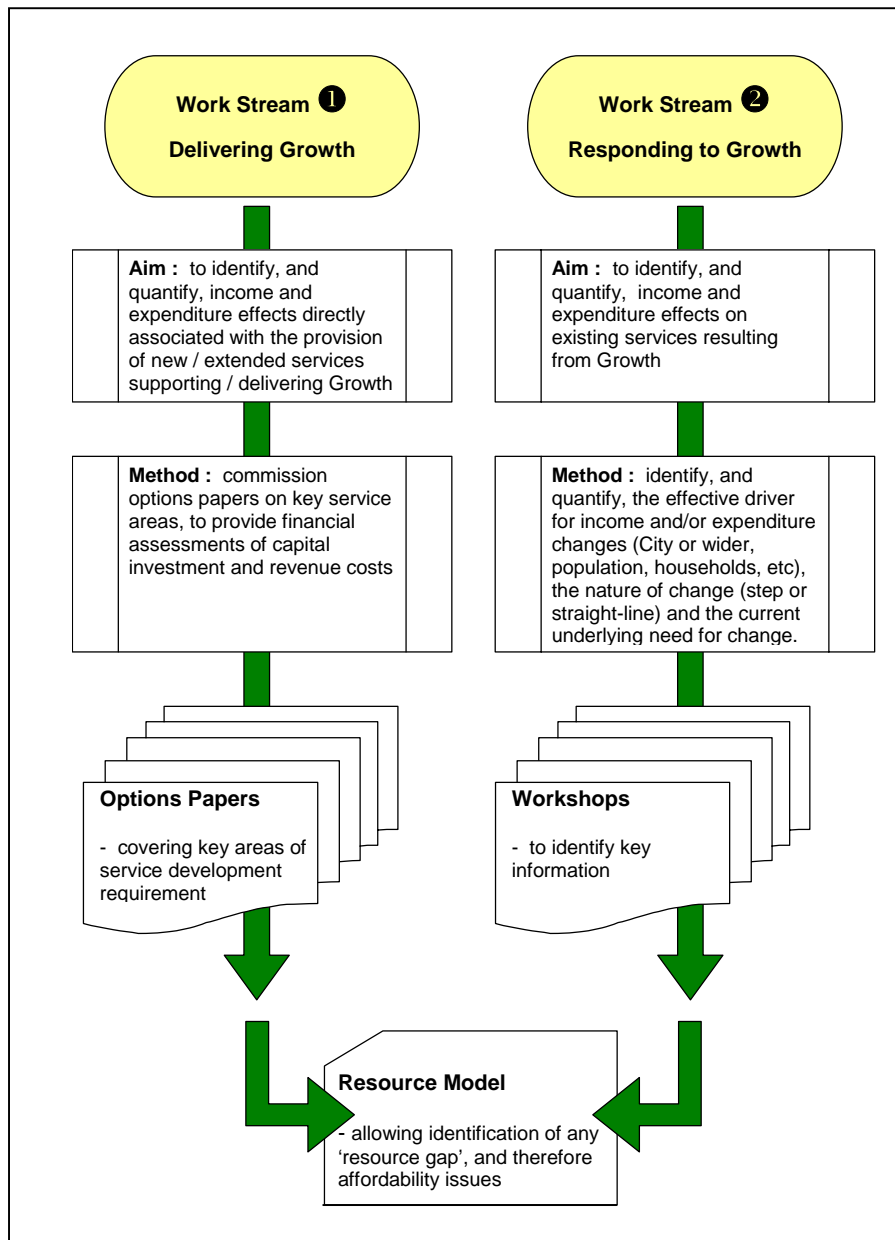 Work Stream ❶
Delivering Growth
Aim : to identify, and
quantify, income and
expenditure effects directly
associated with the provision
of new / extended services
supporting / delivering Growth
Method : commission
options papers on key service
areas, to provide financial
assessments of capital
investment and revenue costs
Options Papers
- covering key areas of
service development
requirement
Work Stream ❷
Responding to Growth
Aim : to identify, and
quantify, income and
expenditure effects on
existing services resulting
from Growth
Method : identify, and
quantify, the effective driver
for income and/or expenditure
changes (City or wider,
population, households, etc),
the nature of change (step or
straight-line) and the current
underlying need for change.
Workshops
- to identify key
information
Resource Model
- allowing identification of any
‘resource gap’, and therefore
affordability issues